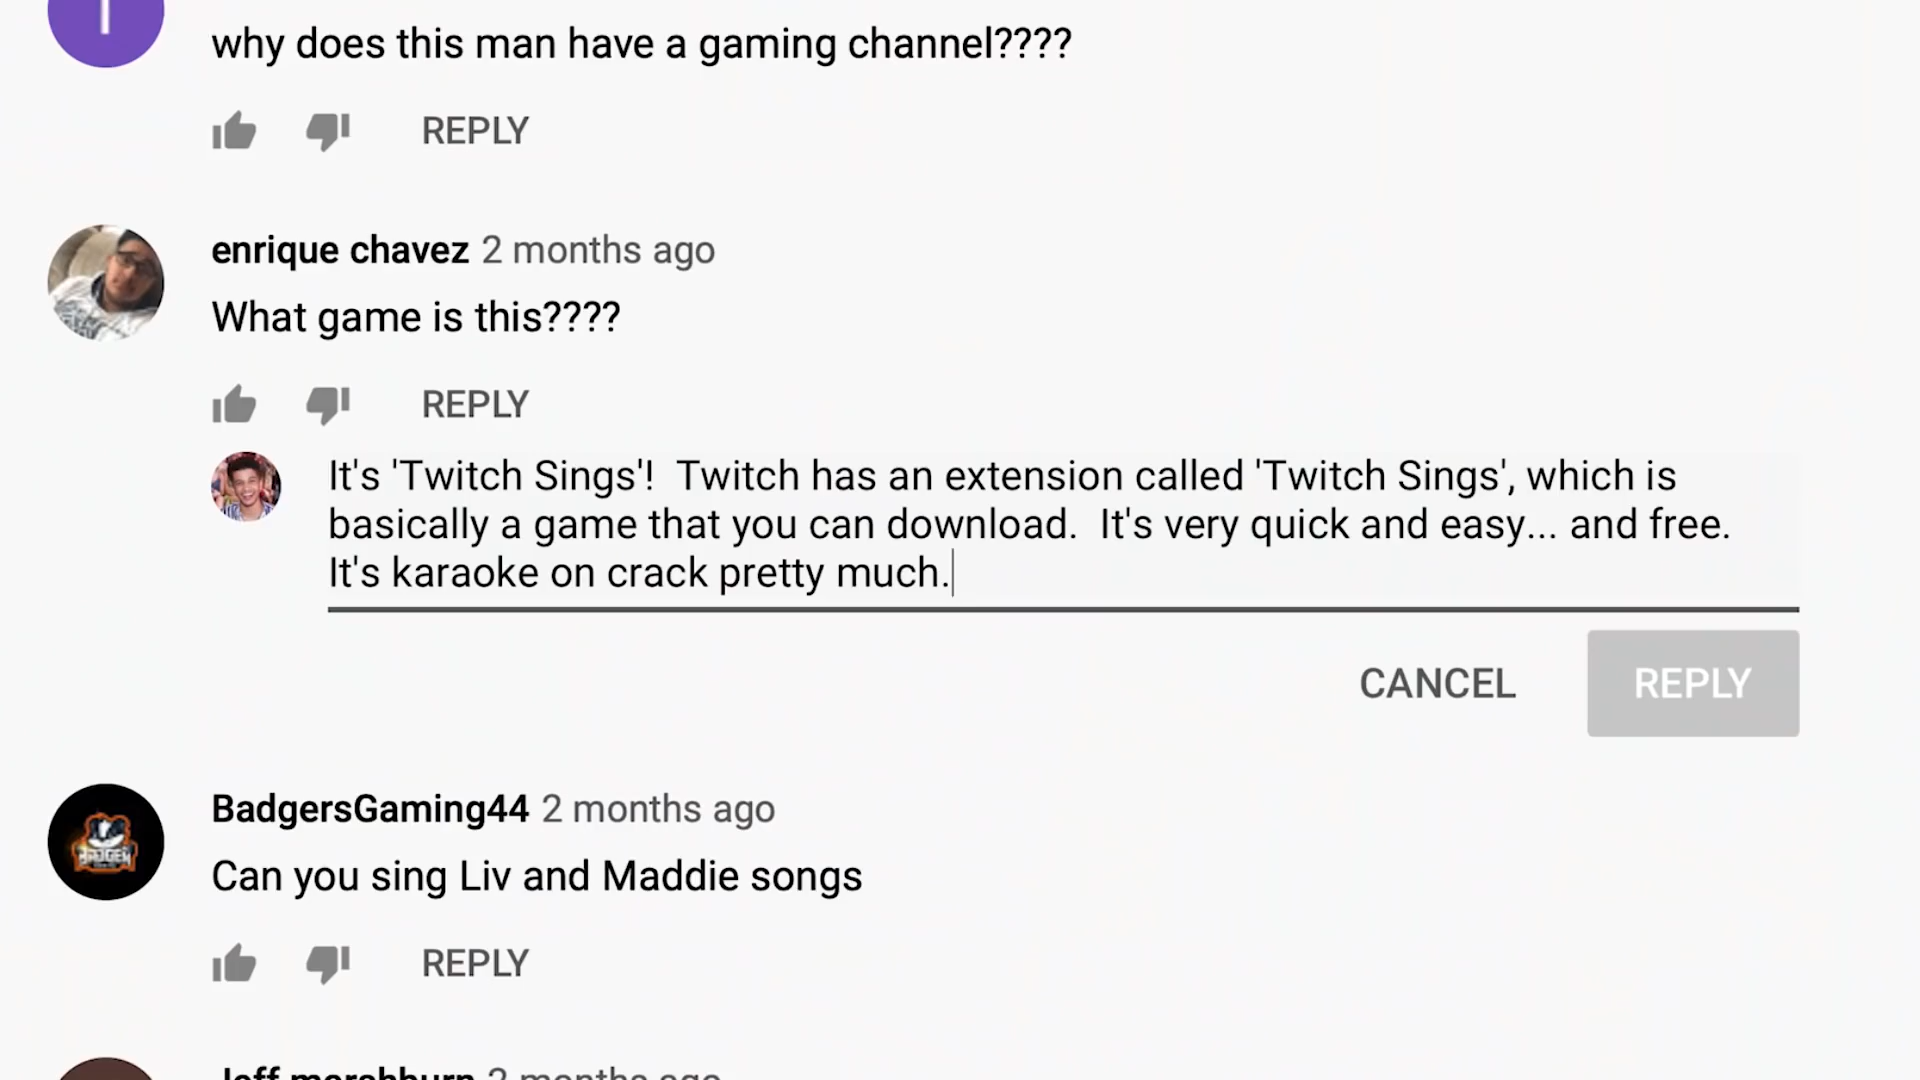 why does this man have a gaming channel????
REPLY
enrique chavez 2 months ago
What game is this????
REPLY
It's 'Twitch Sings'!  Twitch has an extension called 'Twitch Sings', which is
basically a game that you can download.  It's very quick and easy... and free.
It's karaoke on crack pretty much.
CANCEL REPLY
BadgersGaming44 2 months ago
Can you sing Liv and Maddie songs
REPLY
Jeff marshburn 2 months ago